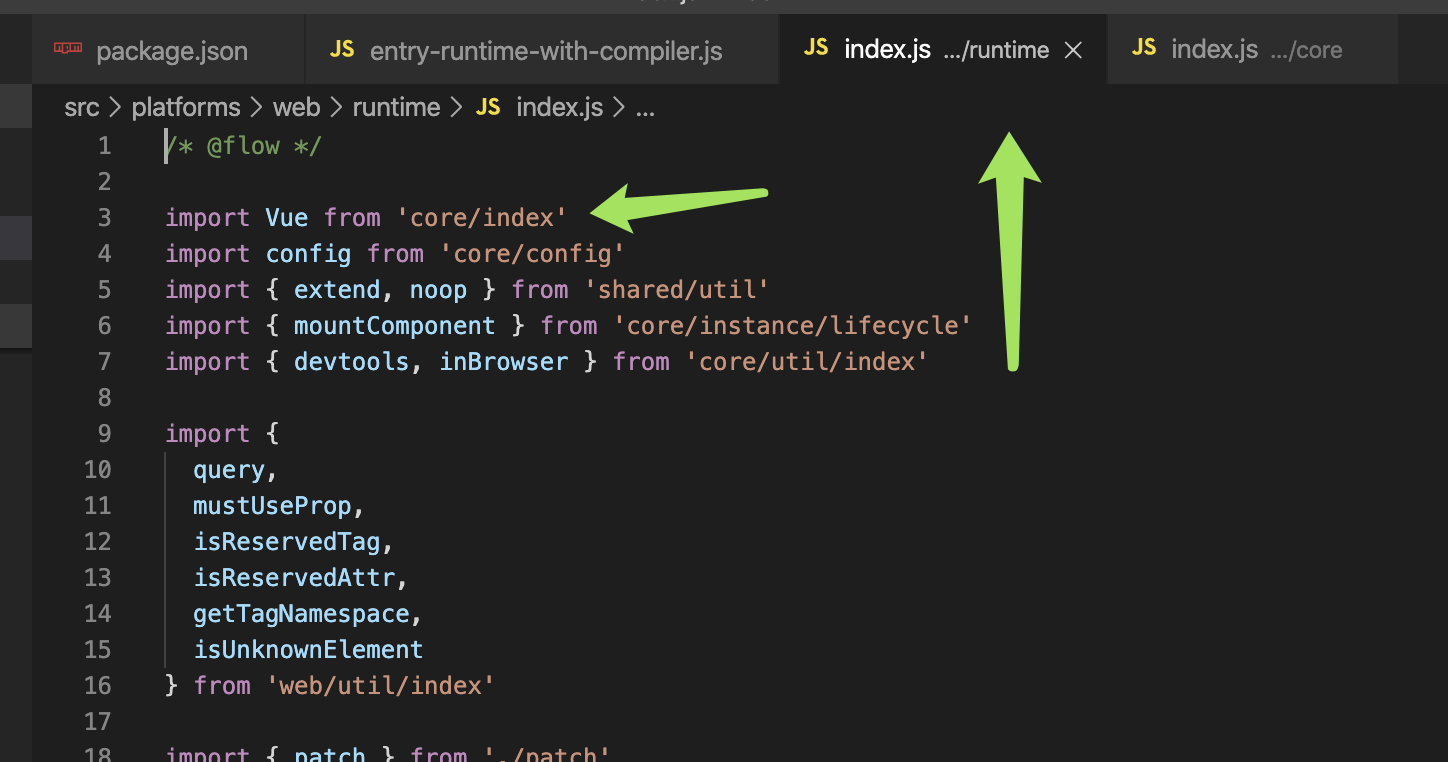 package.json
JS entry-runtime-with-compiler.js
JS index.js .../runtime ×
JS index.js .../core
src > platforms > web > runtime > JS index.js > ...
1 /* @flow */
2
3 import Vue from 'core/index'
4 import config from 'core/config'
5 import { extend, noop } from 'shared/util'
6 import { mountComponent } from 'core/instance/lifecycle'
7 import { devtools, inBrowser } from 'core/util/index'
8
9 import {
10 query,
11 mustUseProp,
12 isReservedTag,
13 isReservedAttr,
14 getTagNamespace,
15 isUnknownElement
16 } from 'web/util/index'
17
18 import { patch } from './patch'